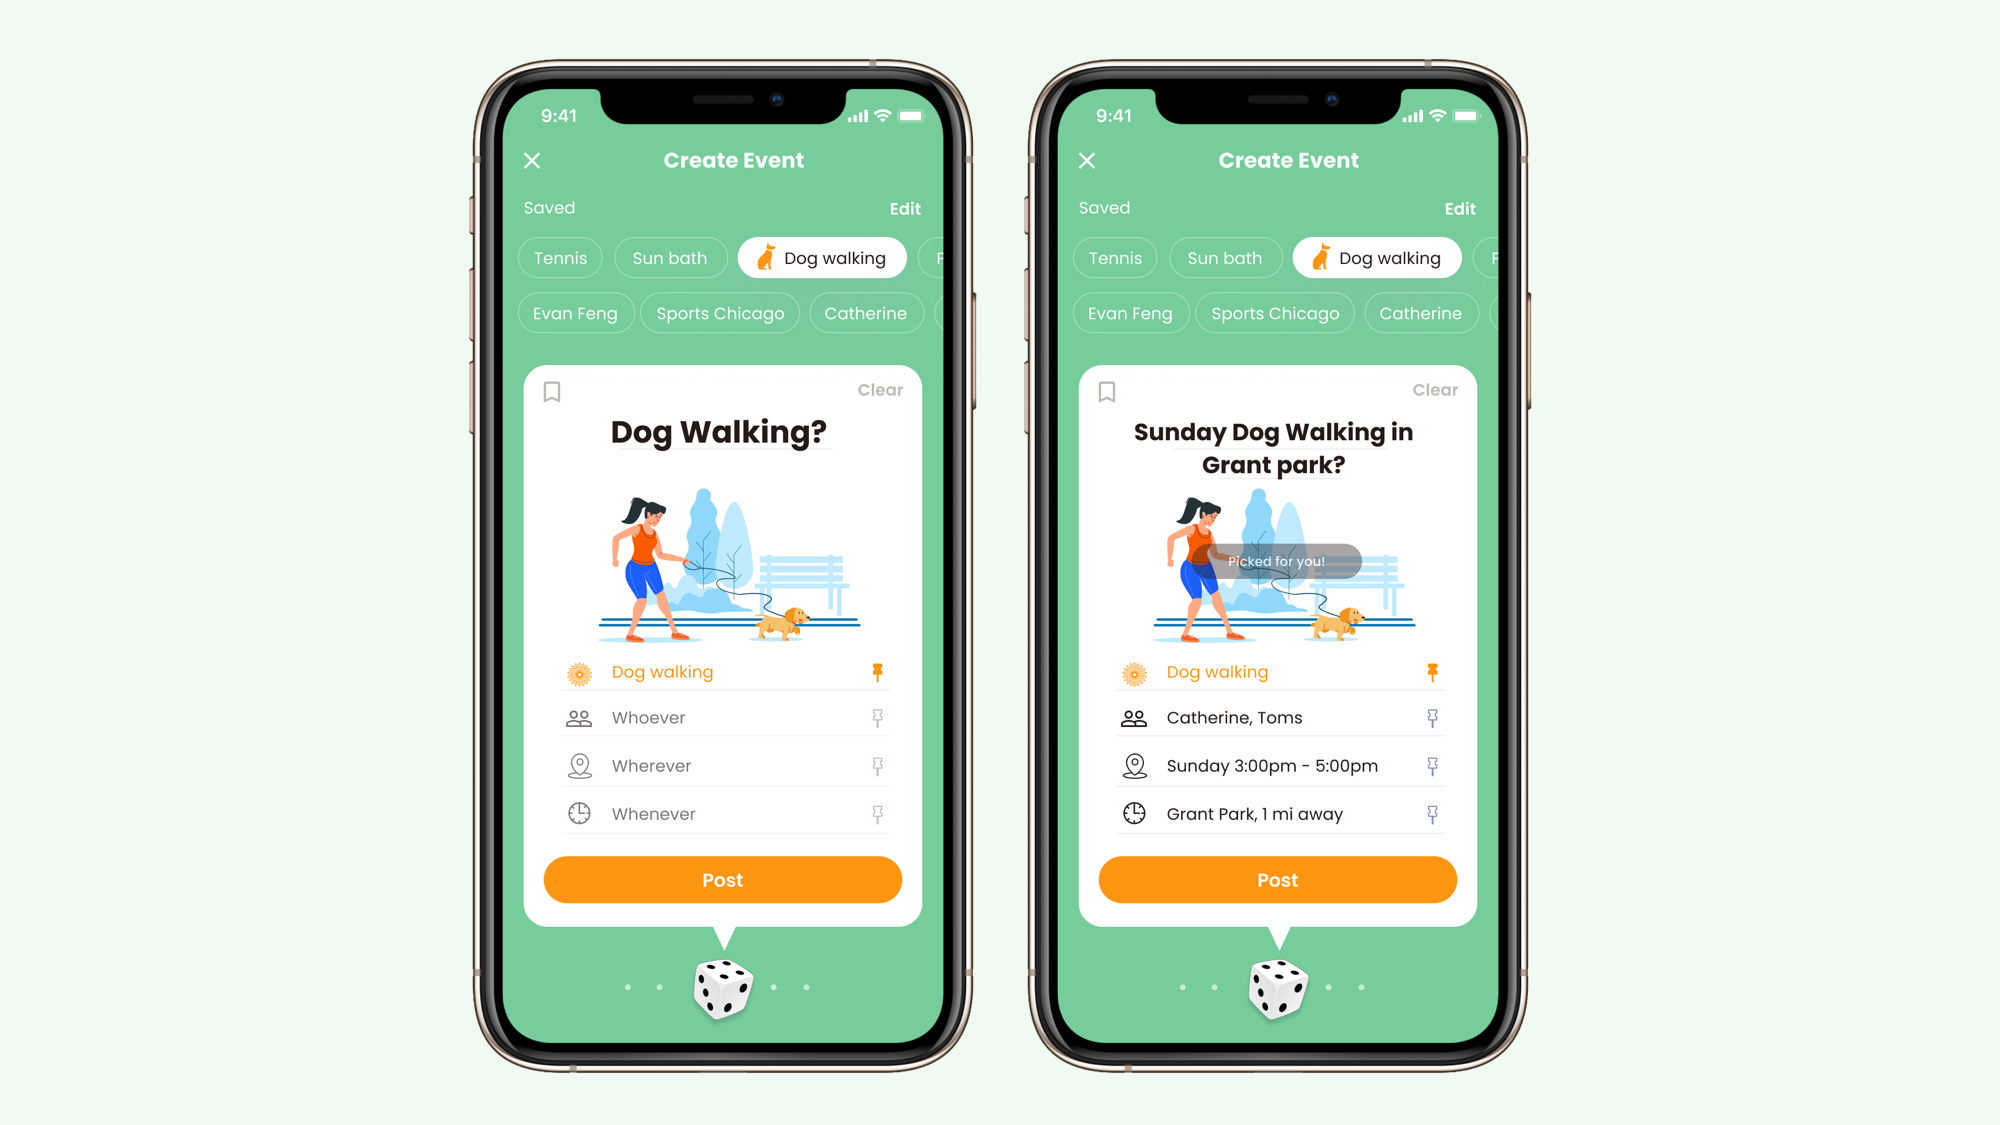 9:41
Create Event
Saved
Edit
Tennis
Sun bath
Dog walking
Evan Feng
Sports Chicago
Catherine
Clear
Dog Walking?
Dog walking
Whoever
Wherever
Whenever
Post
9:41
Create Event
Saved
Edit
Tennis
Sun bath
Dog walking
Evan Feng
Sports Chicago
Catherine
Clear
Sunday Dog Walking in
Grant park?
Picked for you!
Dog walking
Catherine, Toms
Sunday 3:00pm - 5:00pm
Grant Park, 1 mi away
Post